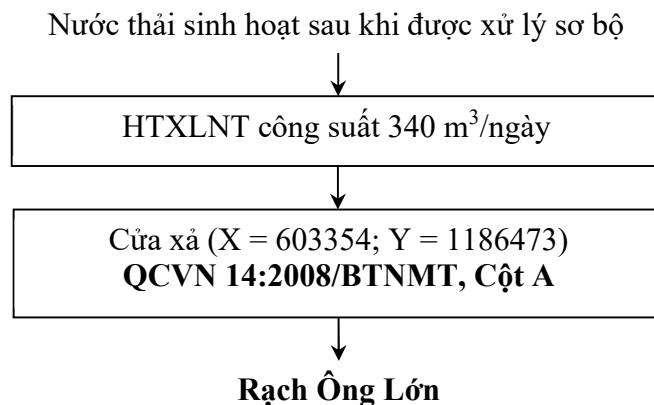 Nước thải sinh hoạt sau khi được xử lý sơ bộ
HTXLNT công suất 340 m³/ngày
Cửa xả (X = 603354; Y = 1186473)
QCVN 14:2008/BTNMT, Cột A
Rạch Ông Lớn